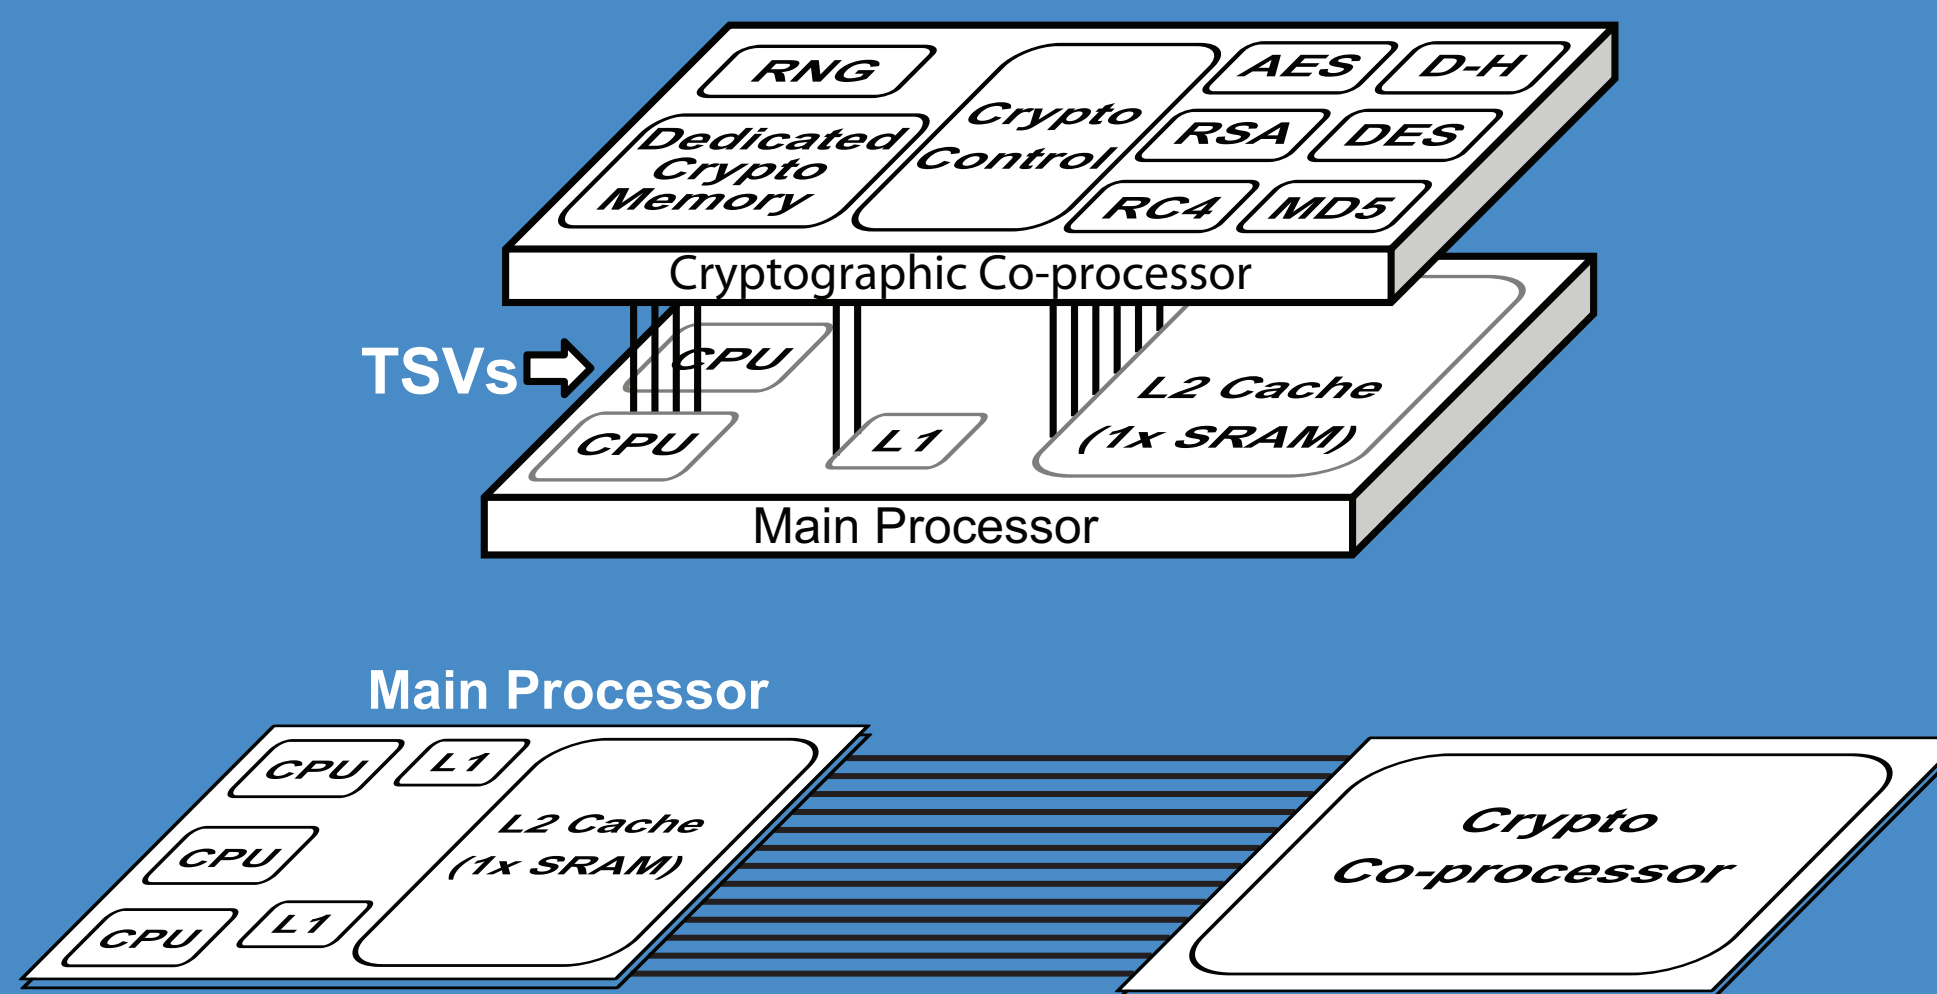 RNG
AES
D-H
Crypto
Control
RSA
DES
Dedicated
Crypto
Memory
RC4
MD5
Cryptographic Co-processor
TSVs
CPU
L2 Cache
(1x SRAM)
CPU
L1
Main Processor
Main Processor
CPU
L1
L2 Cache
(1x SRAM)
CPU
CPU
L1
Crypto
Co-processor